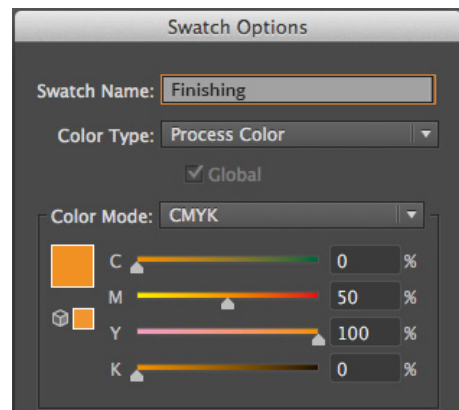 Swatch Options
Swatch Name: Finishing
Color Type: Process Color
Global
Color Mode: CMYK
C 0 %
M 50 %
Y 100 %
K 0 %